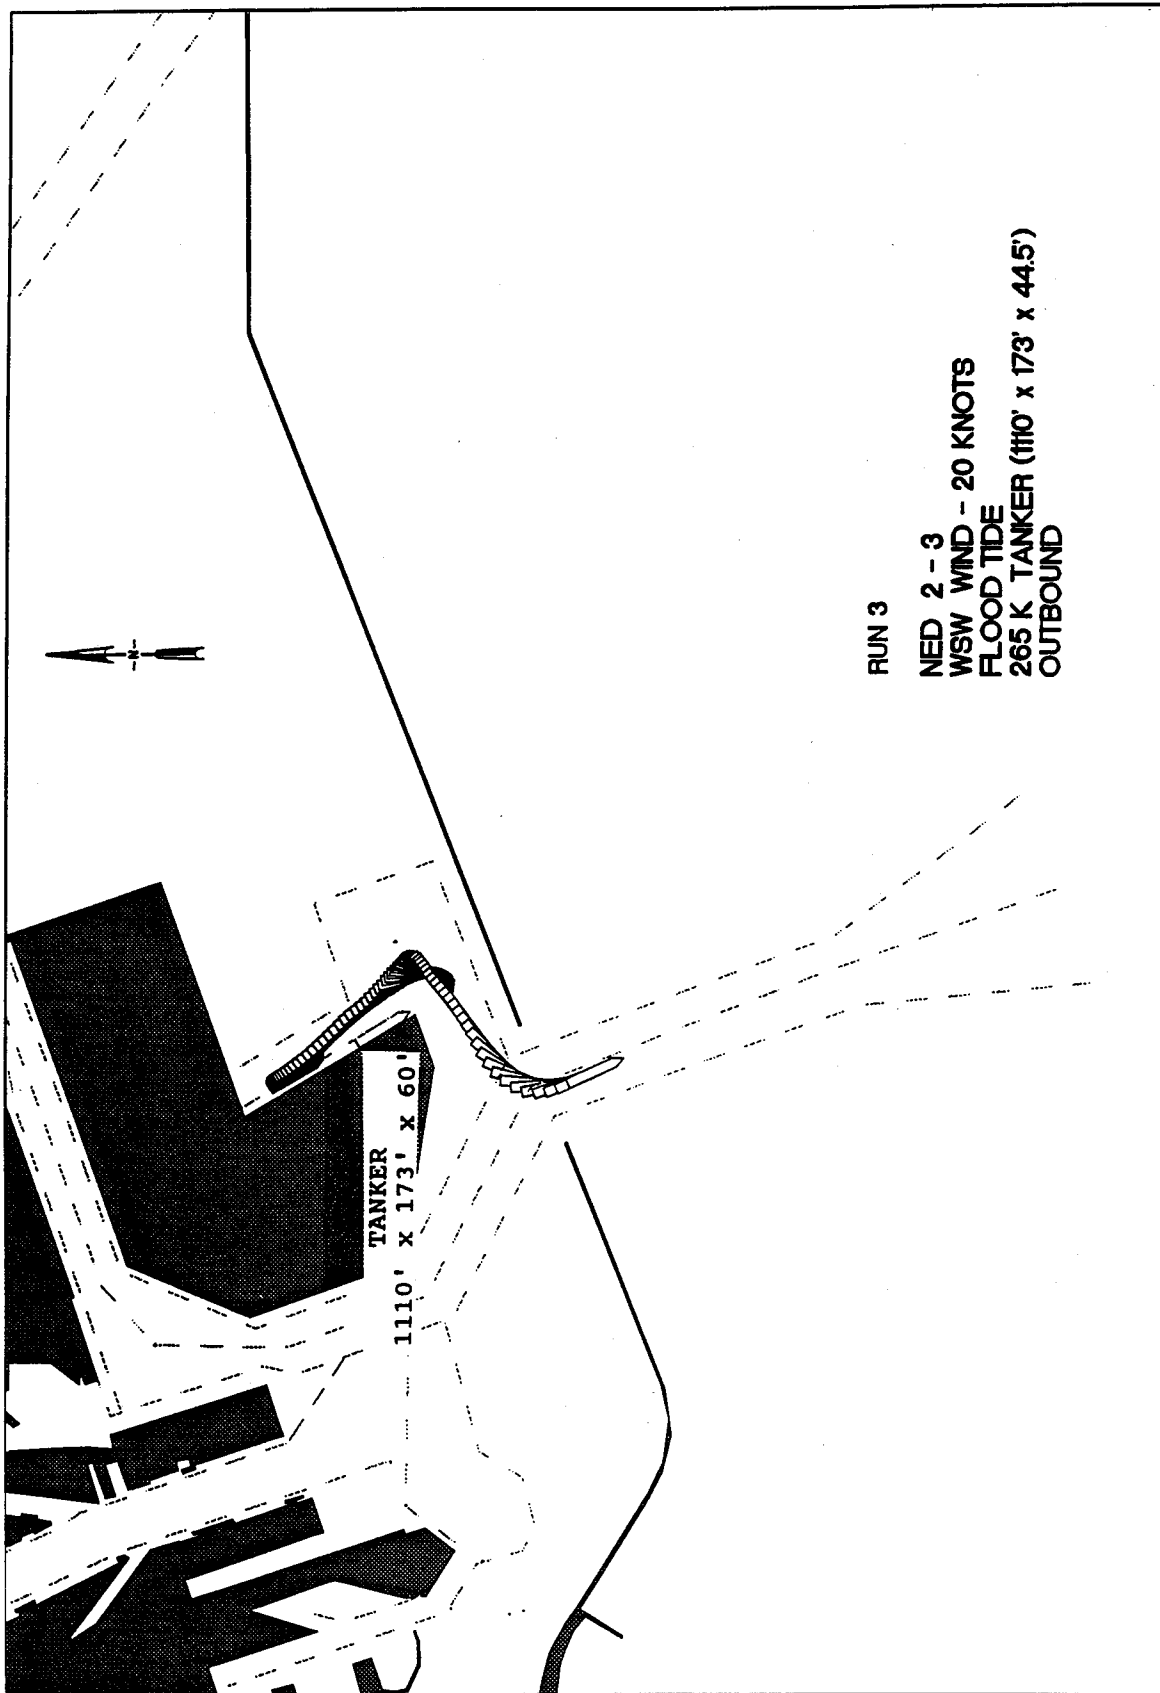 -N-
TANKER
1110' x 173' x 60'
RUN 3
NED 2 - 3
WSW WIND - 20 KNOTS
FLOOD TIDE
265 K TANKER (1110' x 173' x 44.5')
OUTBOUND